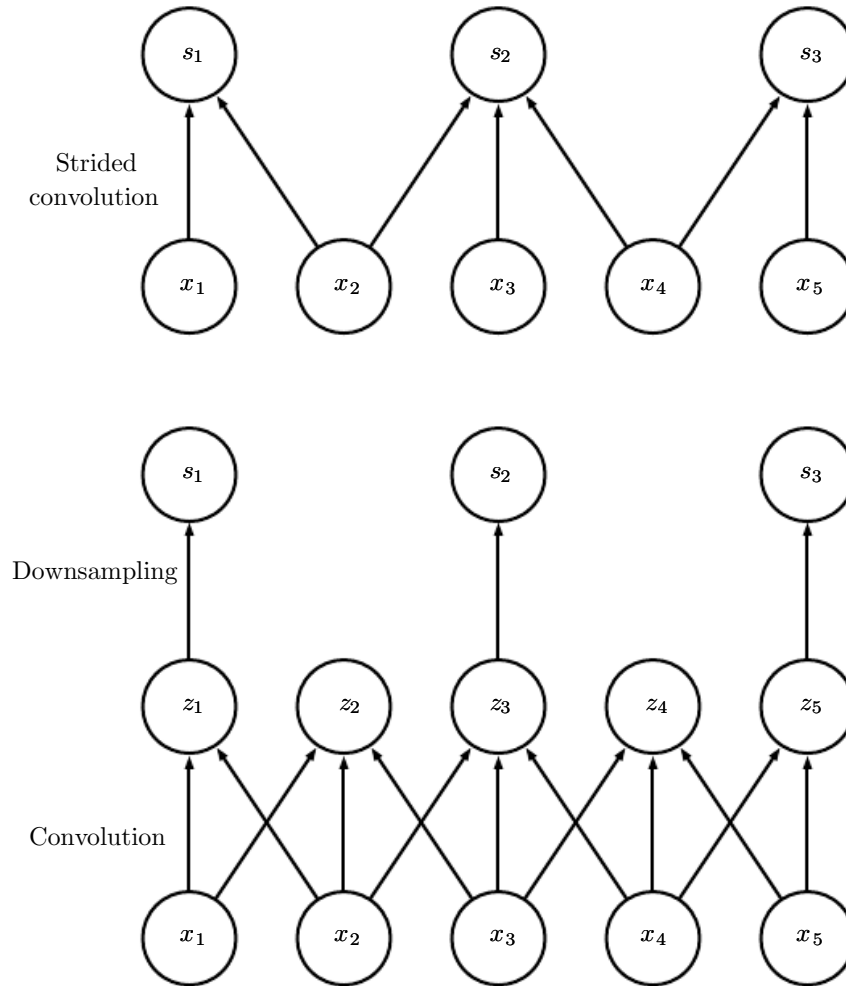 s₁ s₂ s₃
Strided
convolution
x₁ x₂ x₃ x₄ x₅
s₁ s₂ s₃
Downsampling
z₁ z₂ z₃ z₄ z₅
Convolution
x₁ x₂ x₃ x₄ x₅